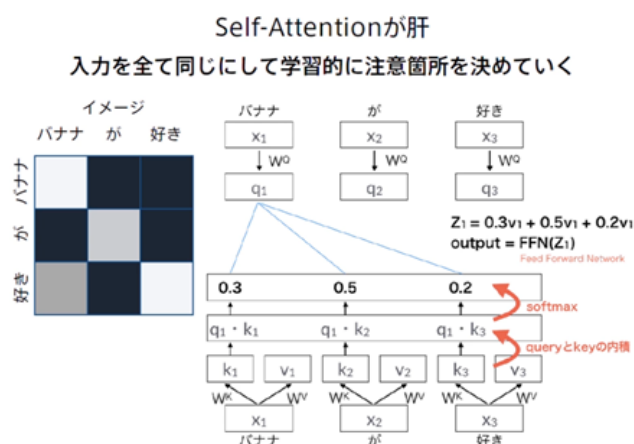 Self-Attentionが肝
入力を全て同じにして学習的に注意箇所を決めていく
イメージ
バナナ が 好き
バナナ
が
好き
バナナ が 好き
x1 x2 x3
WQ WQ WQ
q1 q2 q3
Z1 = 0.3v1 + 0.5v1 + 0.2v1
output = FFN(Z1)
Feed Forward Network
0.3 0.5 0.2
softmax
q1・k1 q1・k2 q1・k3
queryとkeyの内積
k1 v1 k2 v2 k3 v3
WK WV WK WV WK WV
x1 x2 x3
バナナ が 好き